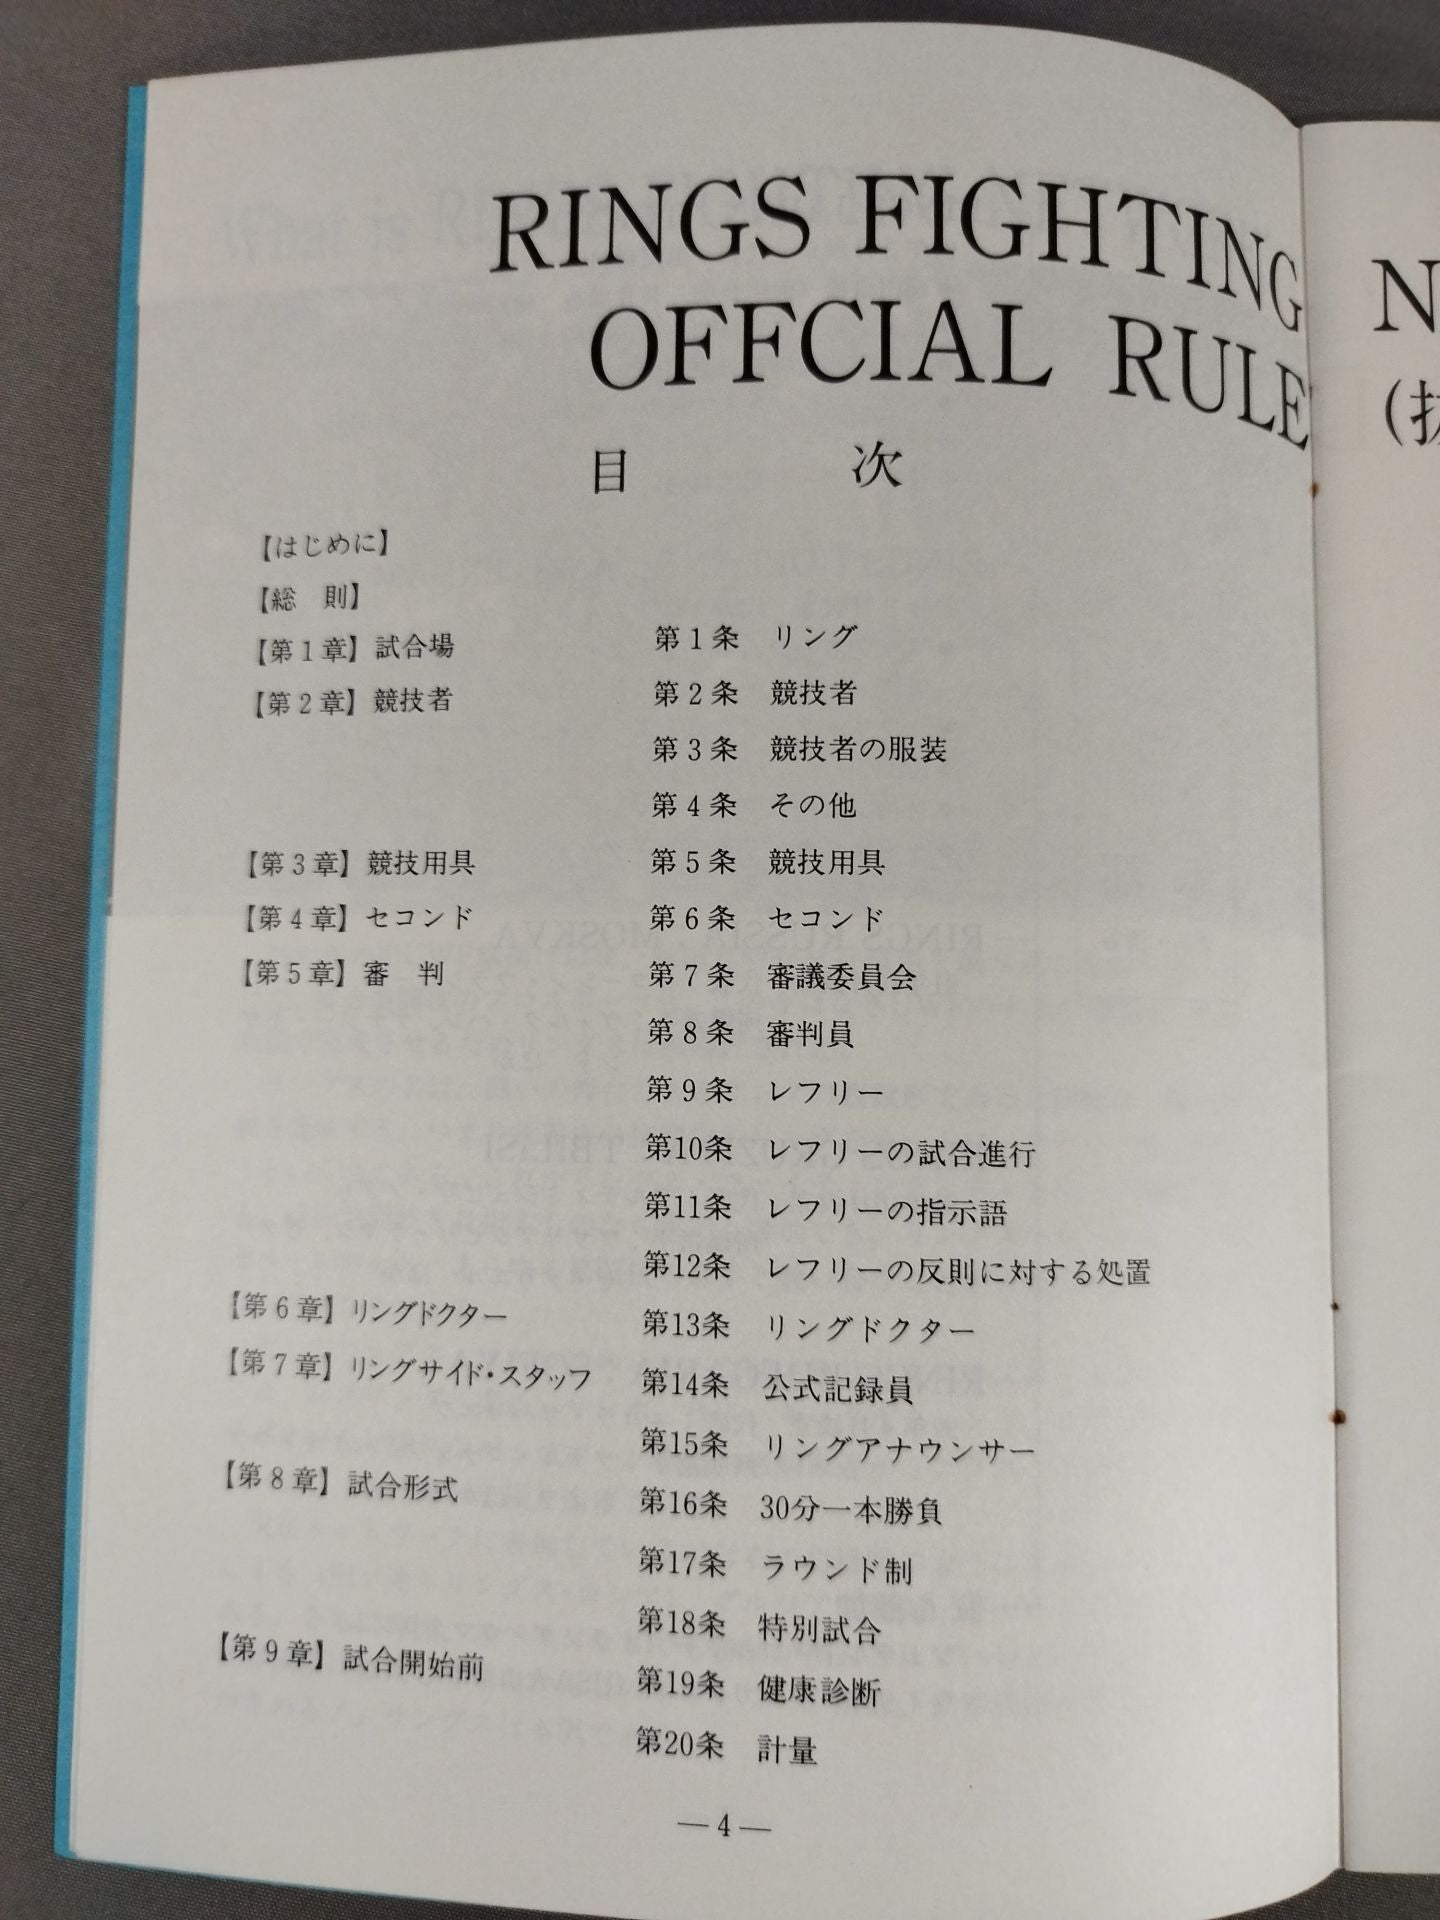 RINGS FIGHTING
OFFCIAL RULE
目　次
【はじめに】
【総　則】
【第1章】試合場　第1条　リング
【第2章】競技者　第2条　競技者
第3条　競技者の服装
第4条　その他
【第3章】競技用具　第5条　競技用具
【第4章】セコンド　第6条　セコンド
【第5章】審　判　第7条　審議委員会
第8条　審判員
第9条　レフリー
第10条　レフリーの試合進行
第11条　レフリーの指示語
第12条　レフリーの反則に対する処置
【第6章】リングドクター　第13条　リングドクター
【第7章】リングサイド・スタッフ　第14条　公式記録員
第15条　リングアナウンサー
【第8章】試合形式　第16条　30分一本勝負
第17条　ラウンド制
第18条　特別試合
【第9章】試合開始前　第19条　健康診断
第20条　計量
—4—
N